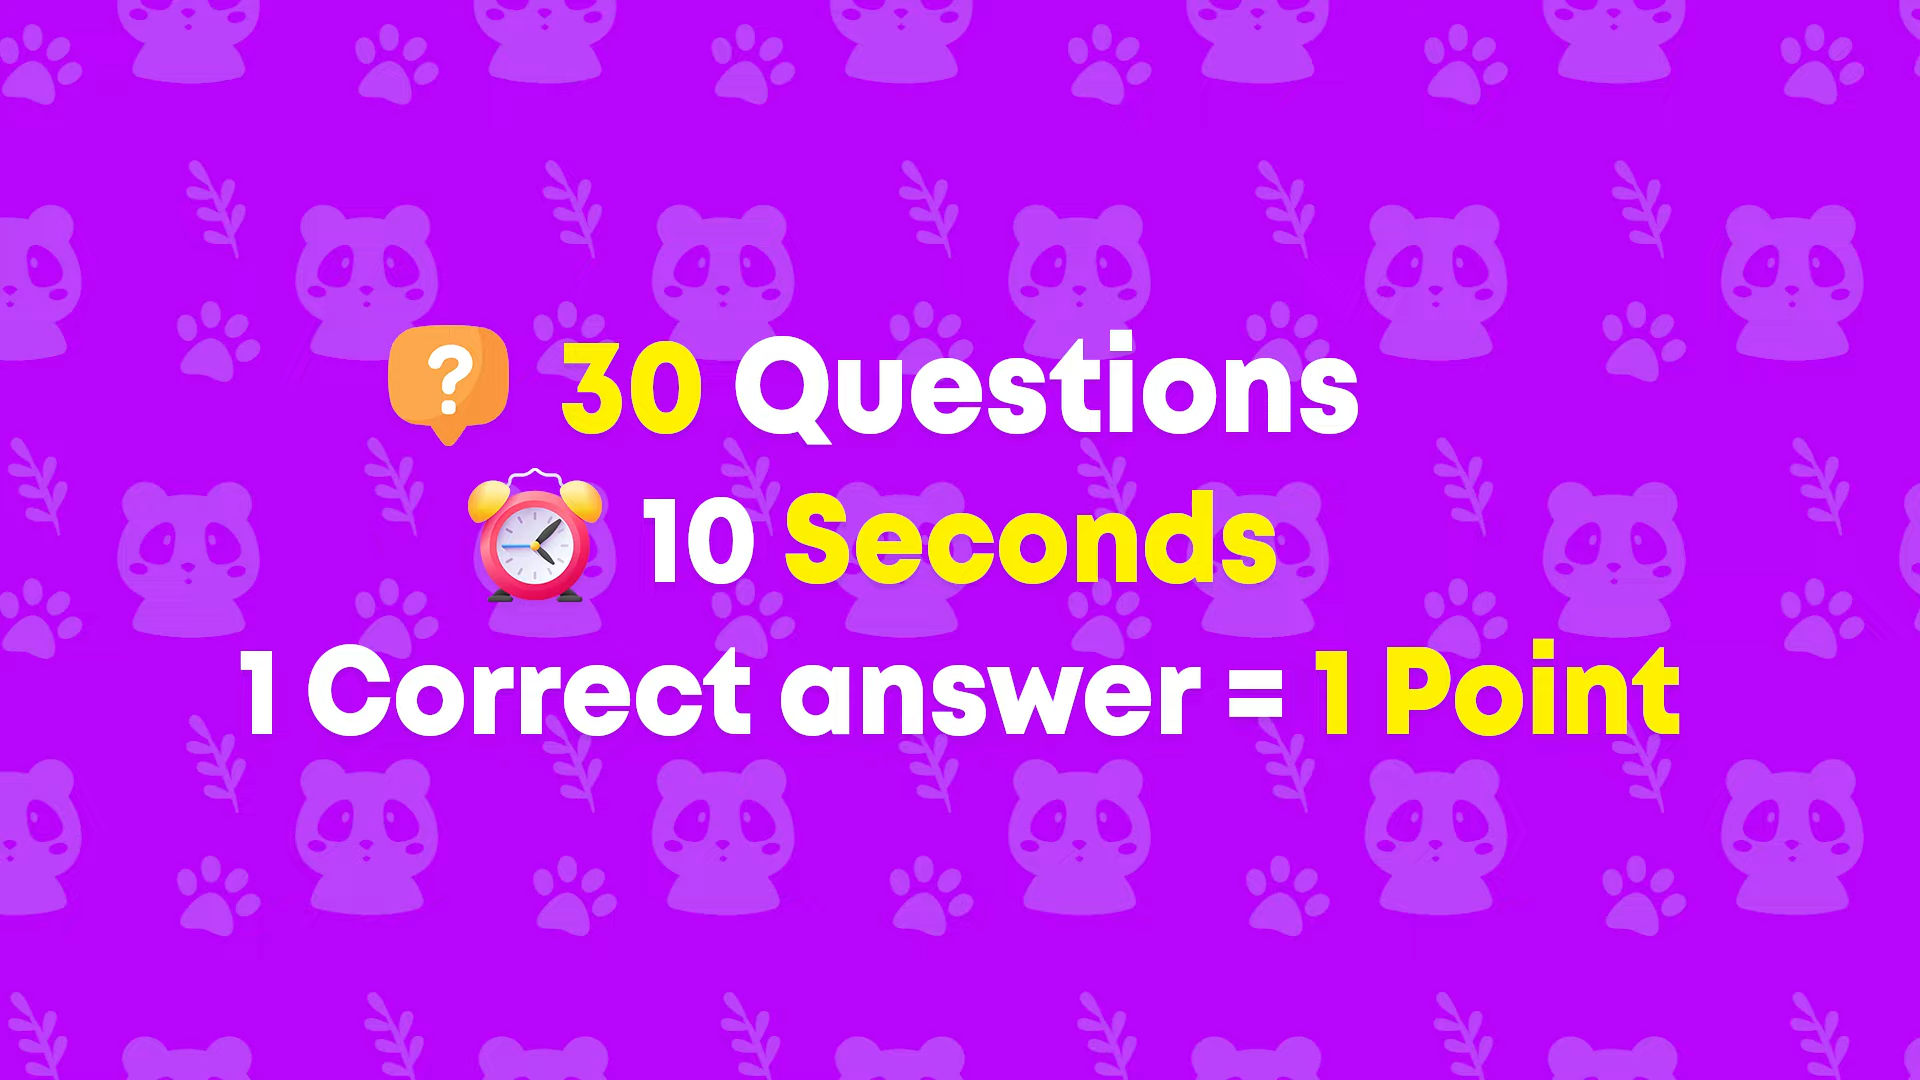 ? 30 Questions
10 Seconds
1 Correct answer = 1 Point